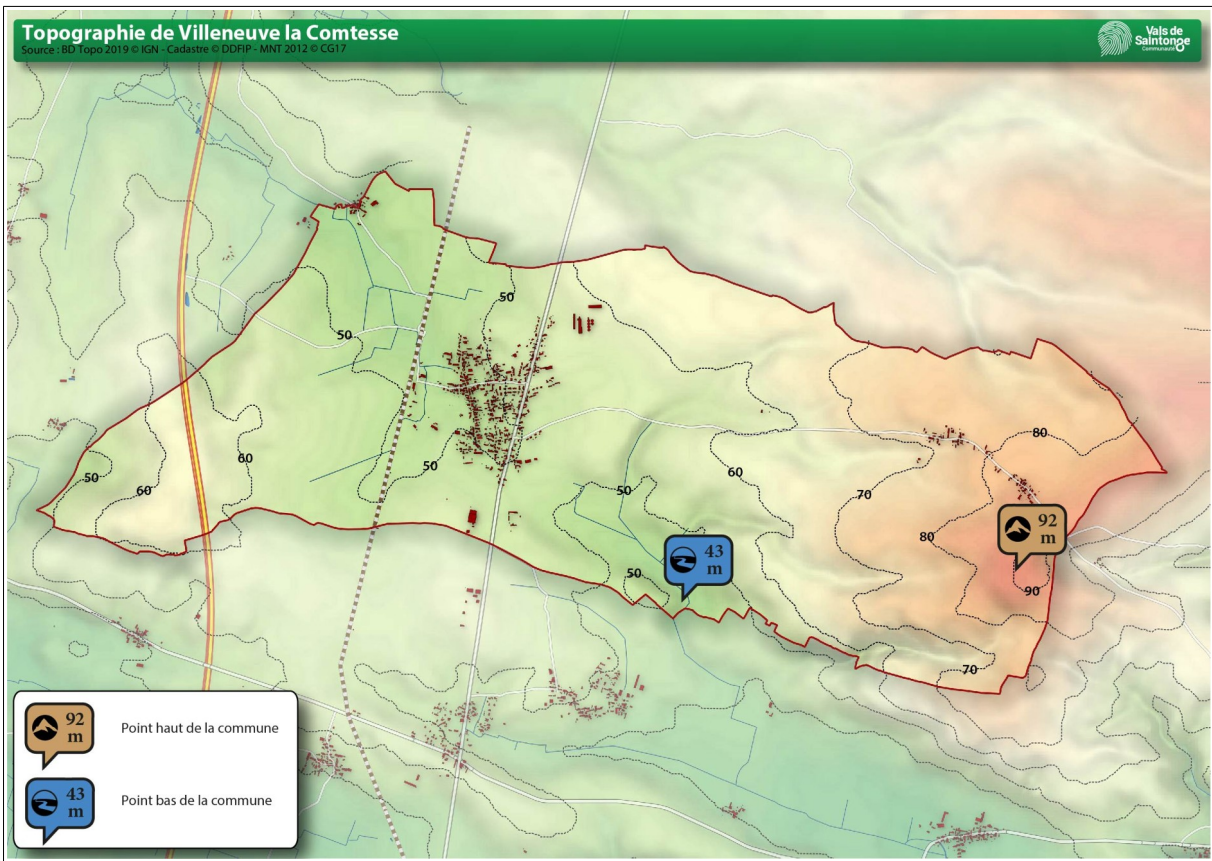 Topographie de Villeneuve la Comtesse
Source : BD Topo 2019 © IGN - Cadastre © DDFIP - MNT 2012 © CG17
Vals de
Saintonge
Communauté
50
50
80
50
50
60
60
50
60
70
80
92
m
43
m
50
90
70
92
m
Point haut de la commune
43
m
Point bas de la commune